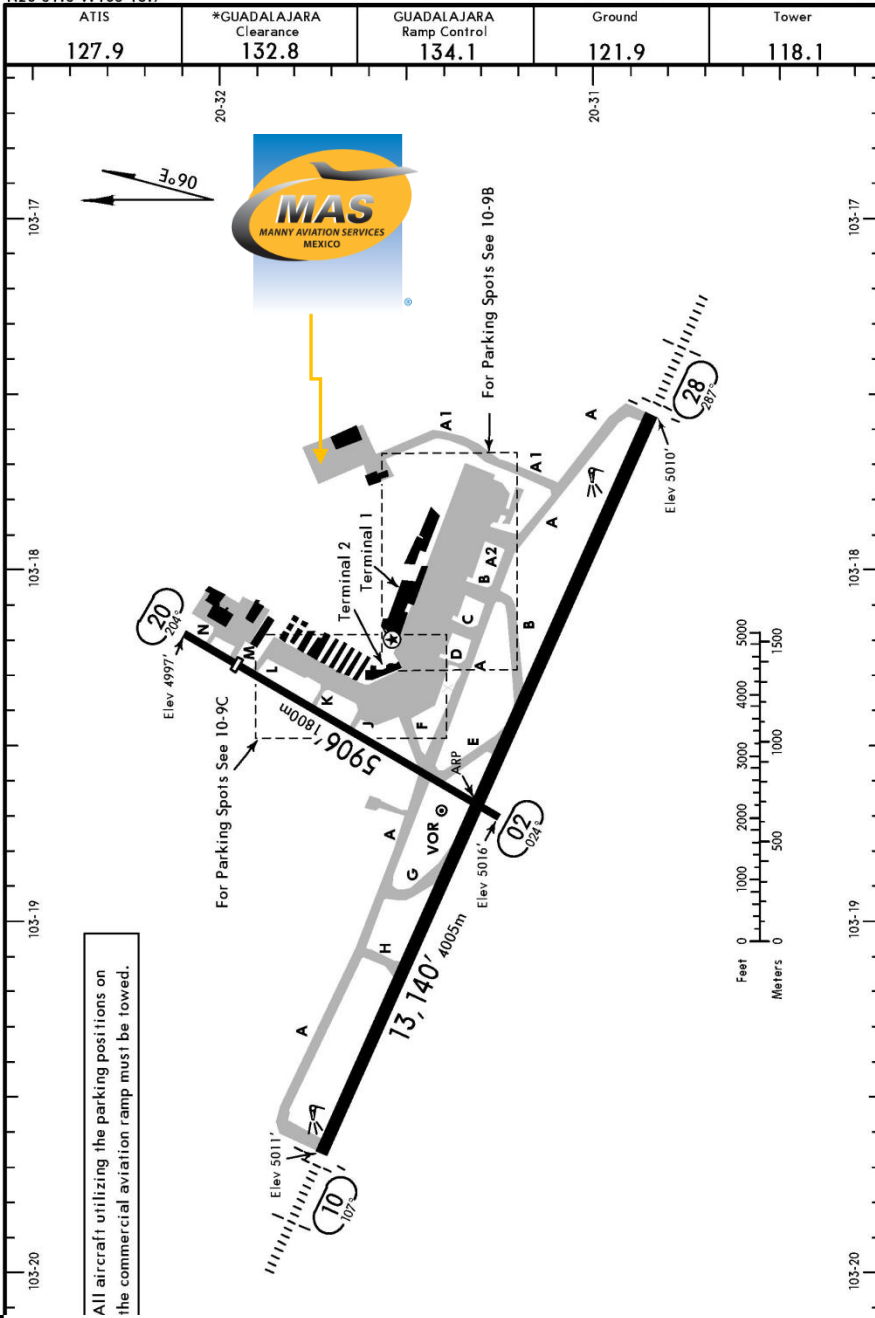 ATIS
127.9
*GUADALAJARA
Clearance
132.8
GUADALAJARA
Ramp Control
134.1
Ground
121.9
Tower
118.1
20-32
20-31
06°E
103-17
103-17
MAS
MANNY AVIATION SERVICES
MEXICO
®
For Parking Spots See 10-9B
A1
A1
A
28
287°
Elev 5010'
A
Terminal 1
Terminal 2
103-18
103-18
20
204°
N
Elev 4997'
M
L
K
J
F
A2
B
C
D
A
B
E
5906' 1800m
For Parking Spots See 10-9C
ARP
VOR
A
G
02
024°
Elev 5016'
H
13,140' 4005m
A
103-19
103-19
Elev 5011'
10
107°
Feet 0 1000 2000 3000 4000 5000
Meters 0 500 1000 1500
All aircraft utilizing the parking positions on
the commercial aviation ramp must be towed.
103-20
103-20